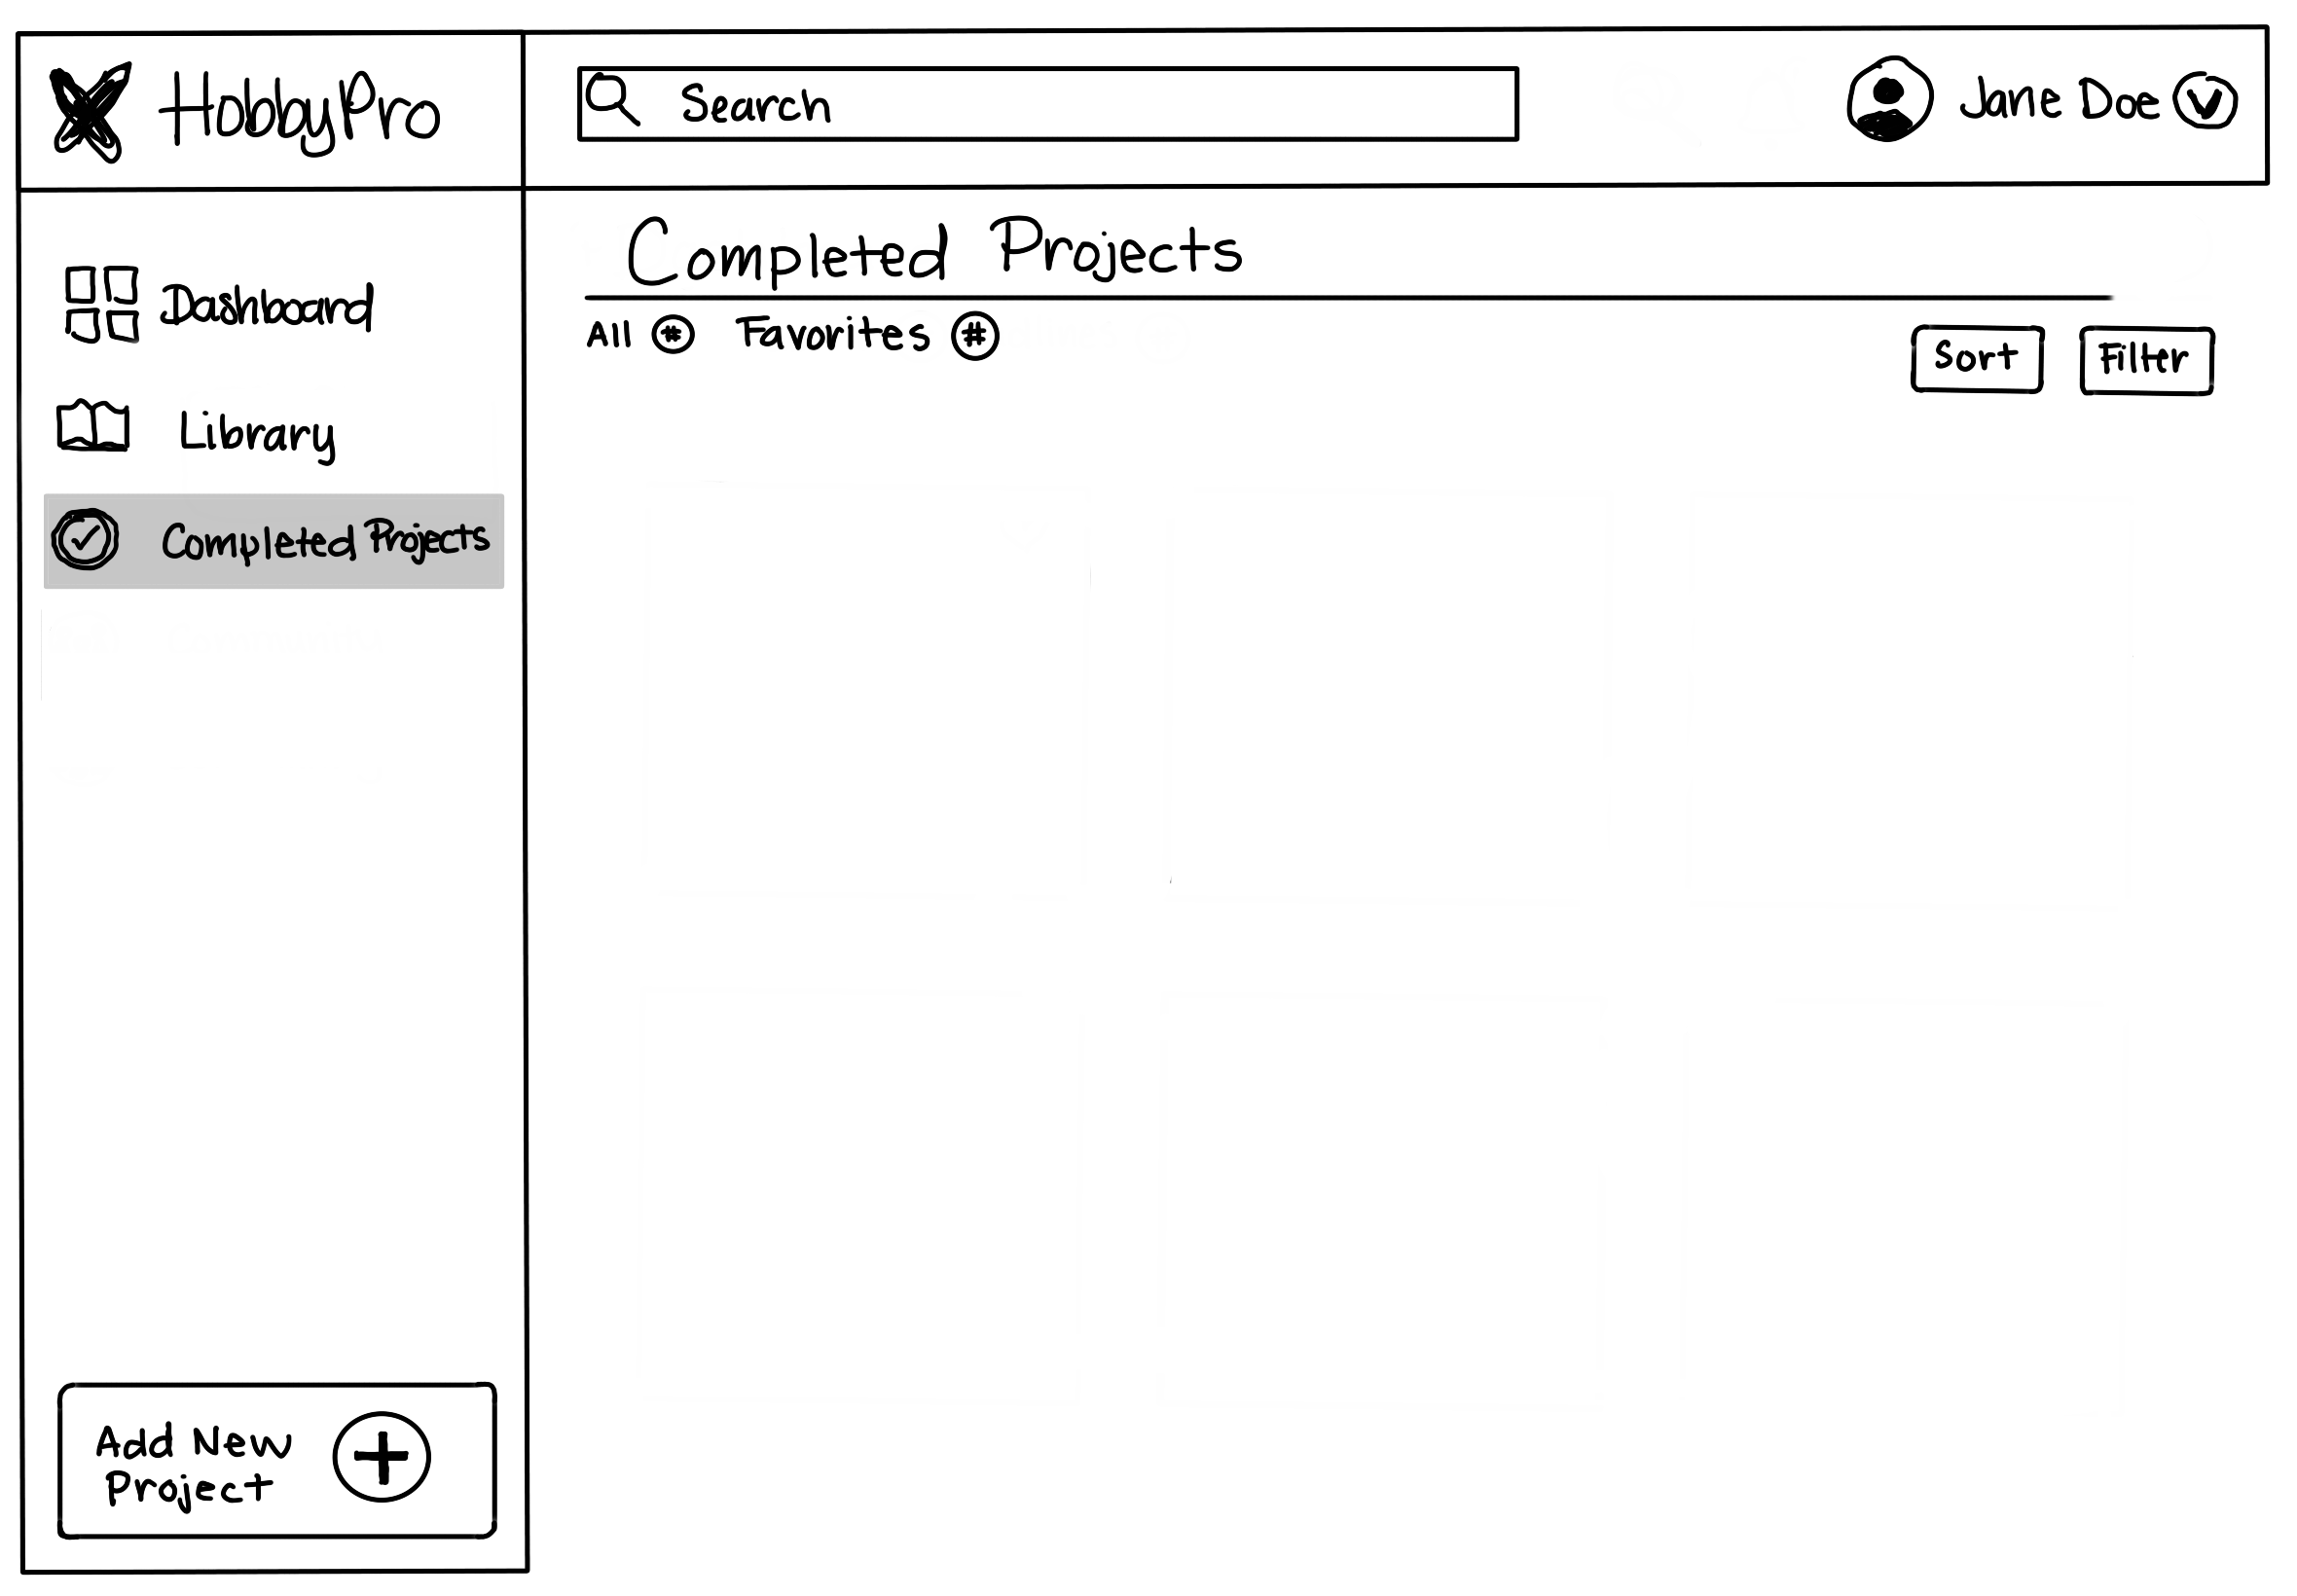 HobbyPro
Search
Jane Doe
Dashboard
Library
Completed Projects
Add New
Project
Completed Projects
All # Favorites #
Sort
Filter